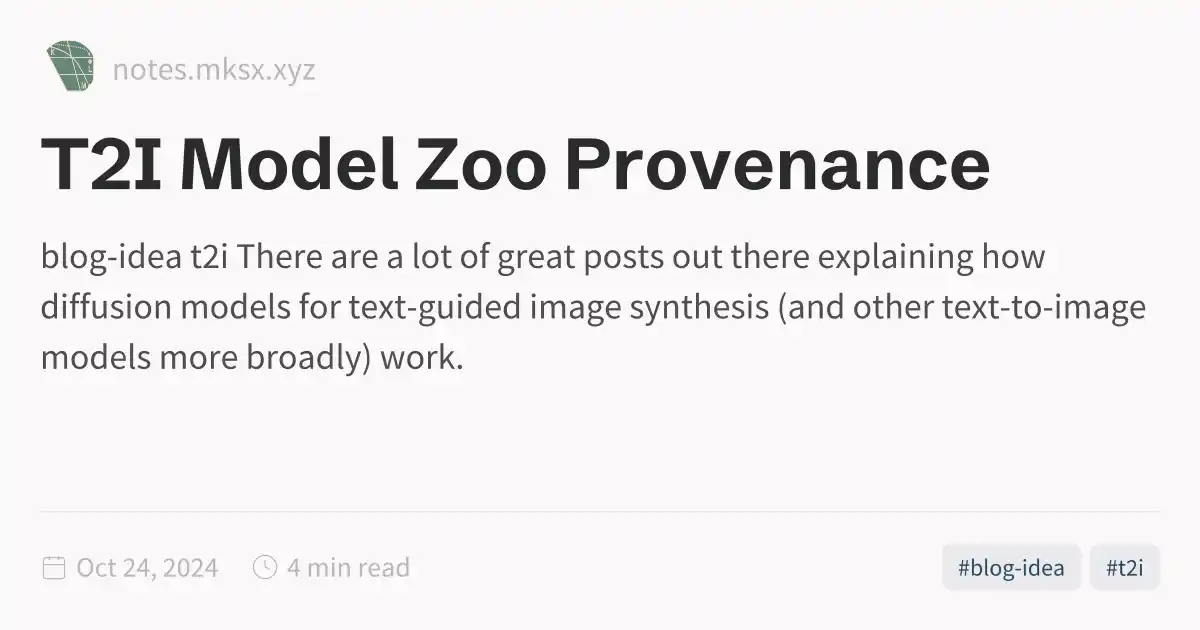 notes.mksx.xyz
T2I Model Zoo Provenance
blog-idea t2i There are a lot of great posts out there explaining how
diffusion models for text-guided image synthesis (and other text-to-image
models more broadly) work.
Oct 24, 2024 4 min read #blog-idea #t2i